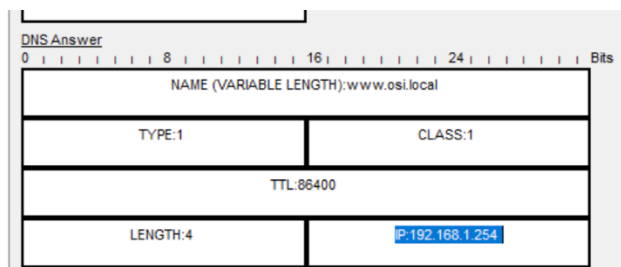 DNS Answer
0 8 16 24 Bits
NAME (VARIABLE LENGTH):www.osi.local
TYPE:1 CLASS:1
TTL:86400
LENGTH:4 IP:192.168.1.254